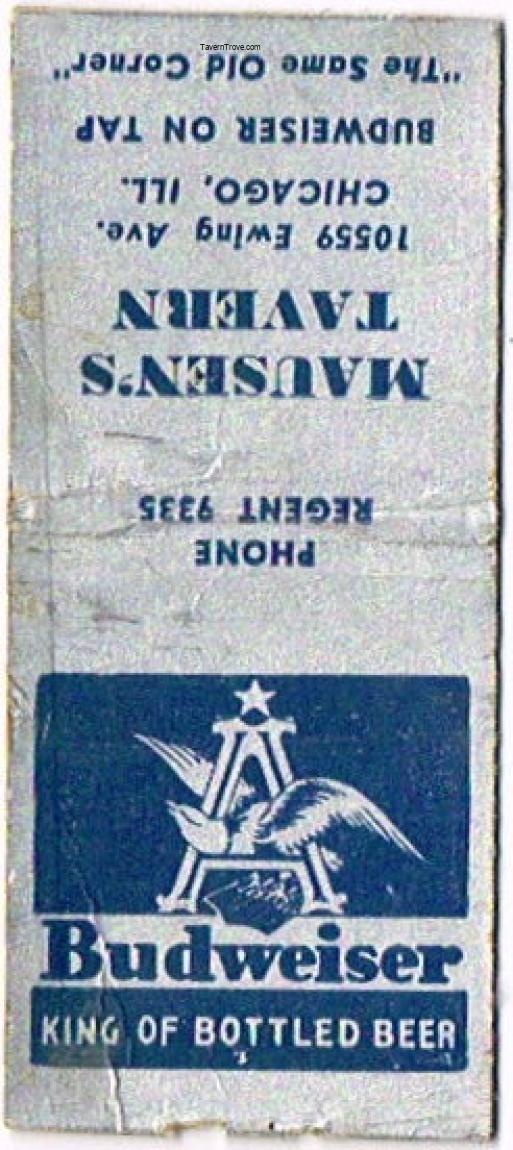 TavernTrove.com
PHONE
REGENT 9335
MAUSEN'S
TAVERN
10559 Ewing Ave.
CHICAGO, ILL.
BUDWEISER ON TAP
"The Same Old Corner"
A
Budweiser
KING OF BOTTLED BEER